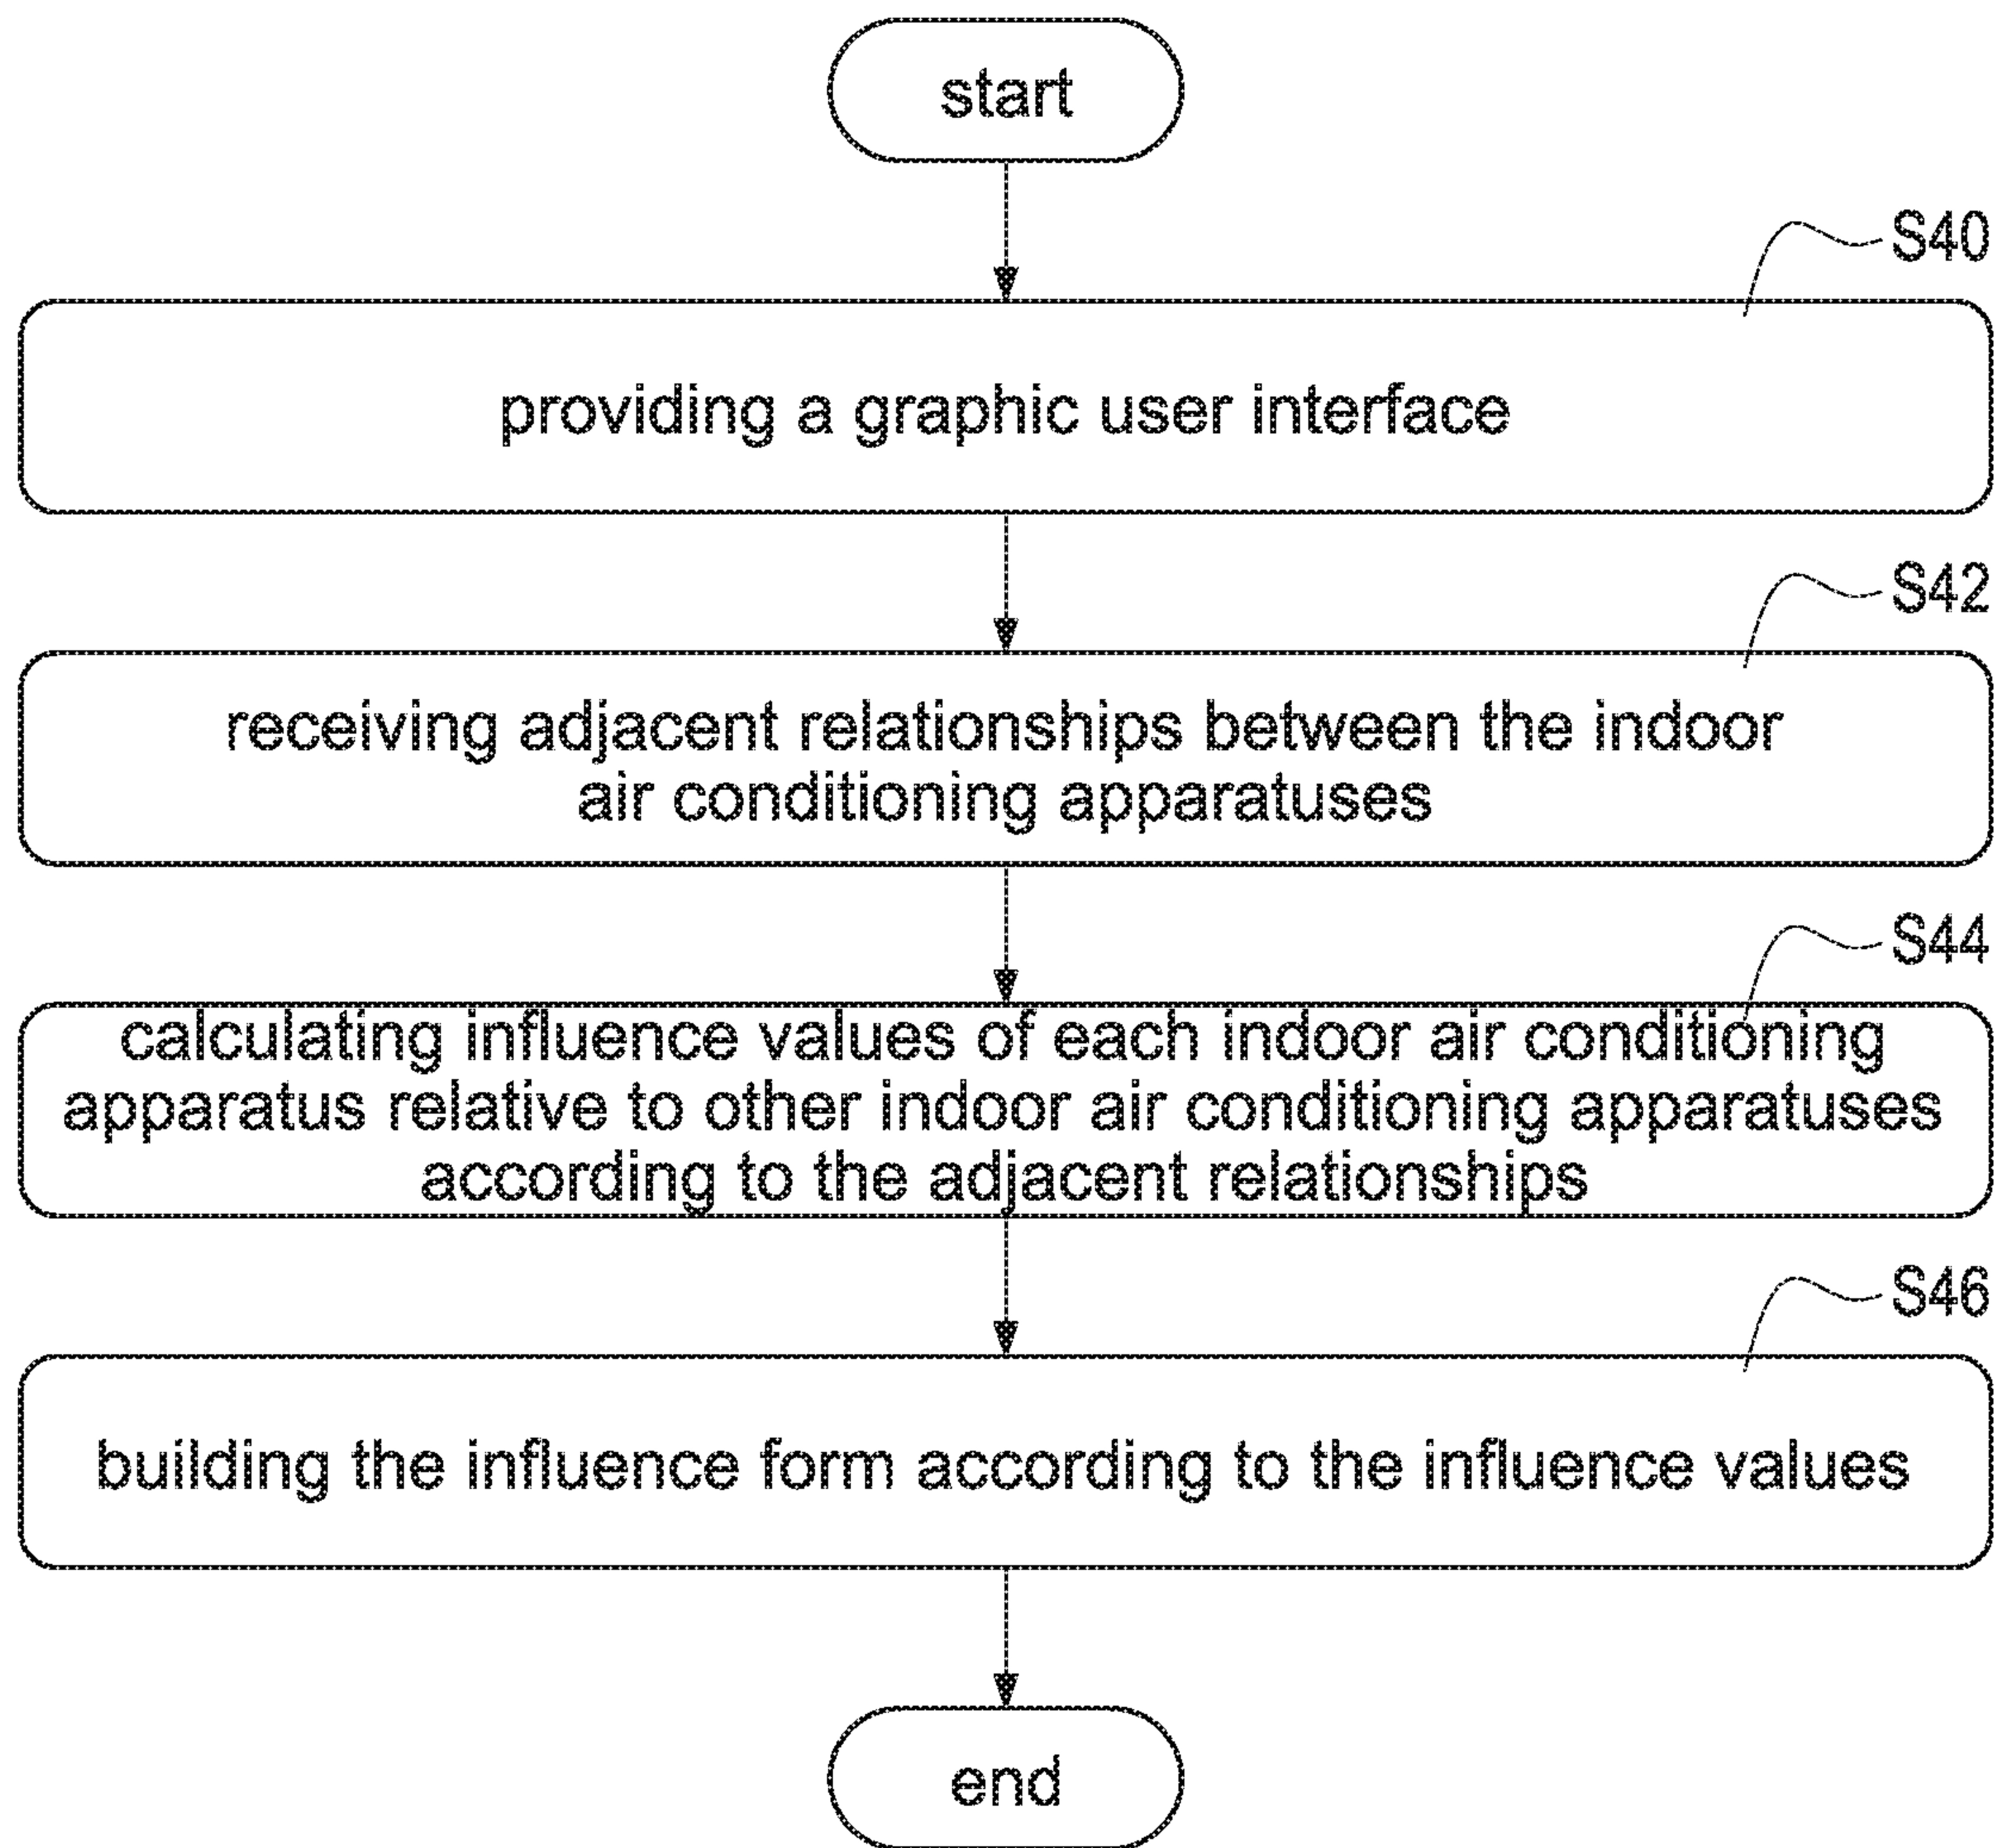 start
S40
providing a graphic user interface
S42
receiving adjacent relationships between the indoor
air conditioning apparatuses
S44
calculating influence values of each indoor air conditioning
apparatus relative to other indoor air conditioning apparatuses
according to the adjacent relationships
S46
building the influence form according to the influence values
end